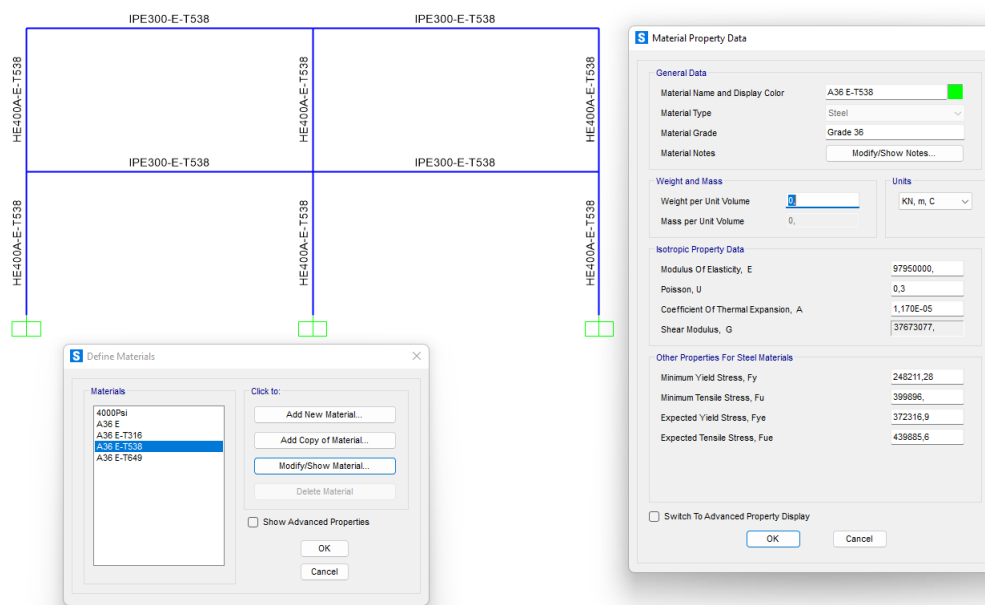 IPE300-E-T538
IPE300-E-T538
HE400A-E-T538
HE400A-E-T538
HE400A-E-T538
IPE300-E-T538
IPE300-E-T538
HE400A-E-T538
HE400A-E-T538
HE400A-E-T538
S Define Materials
Materials
4000Psi
A36 E
A36 E-T316
A36 E-T538
A36 E-T649
Click to:
Add New Material...
Add Copy of Material...
Modify/Show Material...
Delete Material
Show Advanced Properties
OK
Cancel
S Material Property Data
General Data
Material Name and Display Color A36 E-T538
Material Type Steel
Material Grade Grade 36
Material Notes Modify/Show Notes...
Weight and Mass
Weight per Unit Volume 0,
Mass per Unit Volume 0,
Units
KN, m, C
Isotropic Property Data
Modulus Of Elasticity, E 97950000,
Poisson, U 0,3
Coefficient Of Thermal Expansion, A 1,170E-05
Shear Modulus, G 37673077,
Other Properties For Steel Materials
Minimum Yield Stress, Fy 248211,28
Minimum Tensile Stress, Fu 399896,
Expected Yield Stress, Fye 372316,9
Expected Tensile Stress, Fue 439885,6
Switch To Advanced Property Display
OK
Cancel